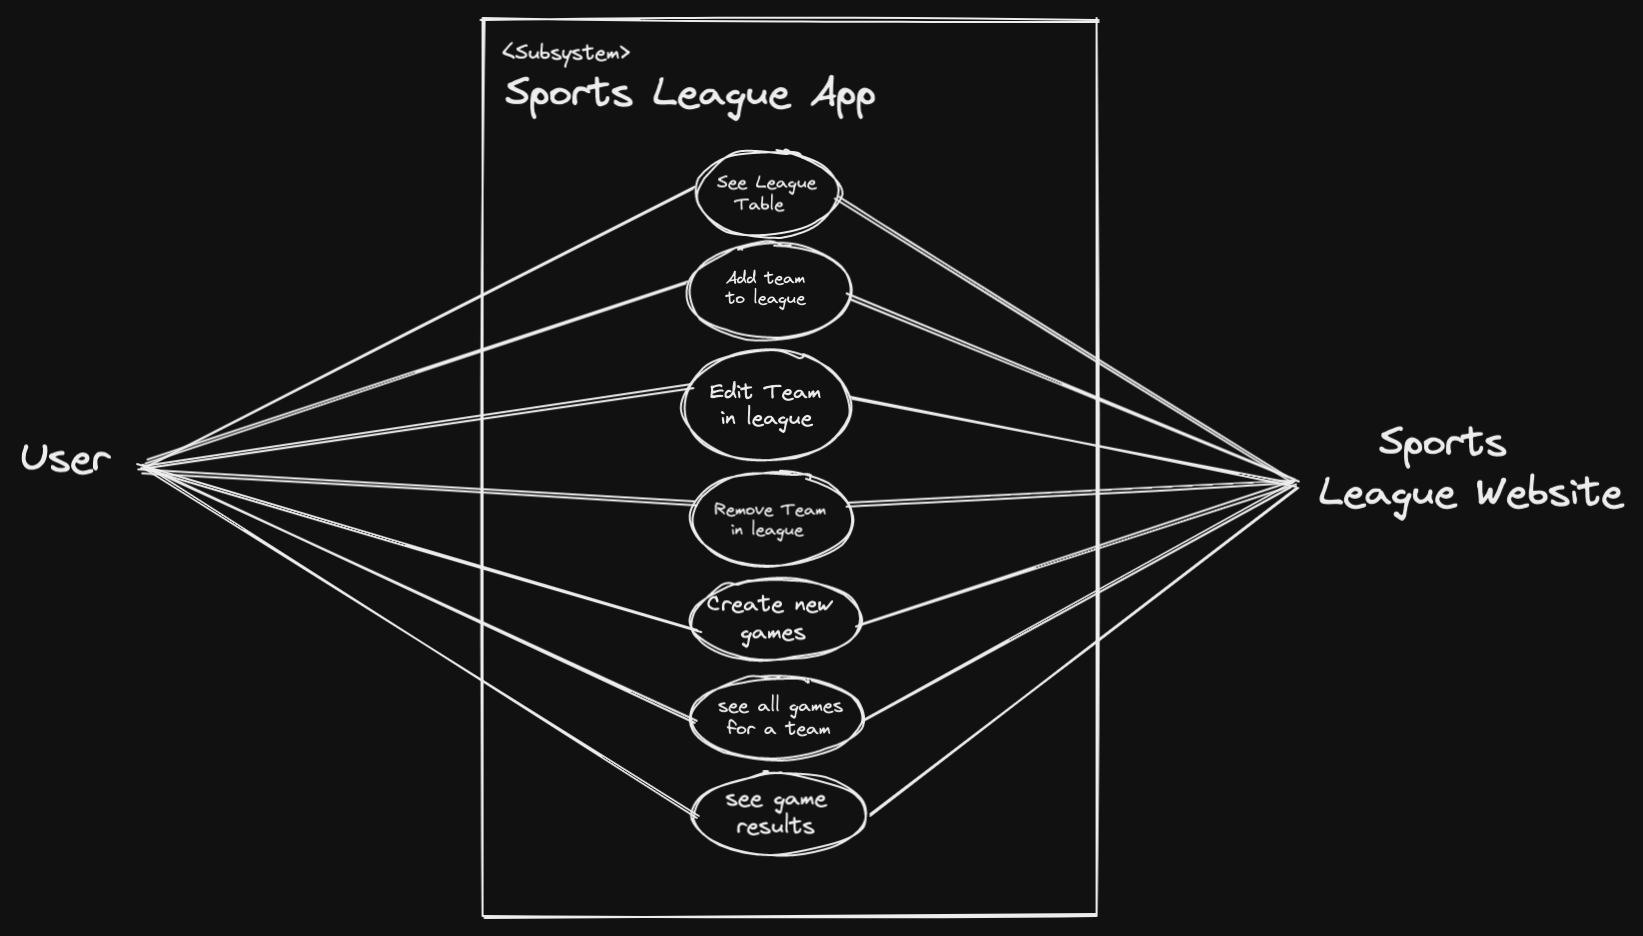 <Subsystem>
Sports League App
See League
Table
Add team
to league
Edit Team
in league
Remove Team
in league
Create new
games
see all games
for a team
see game
results
User
Sports
League Website